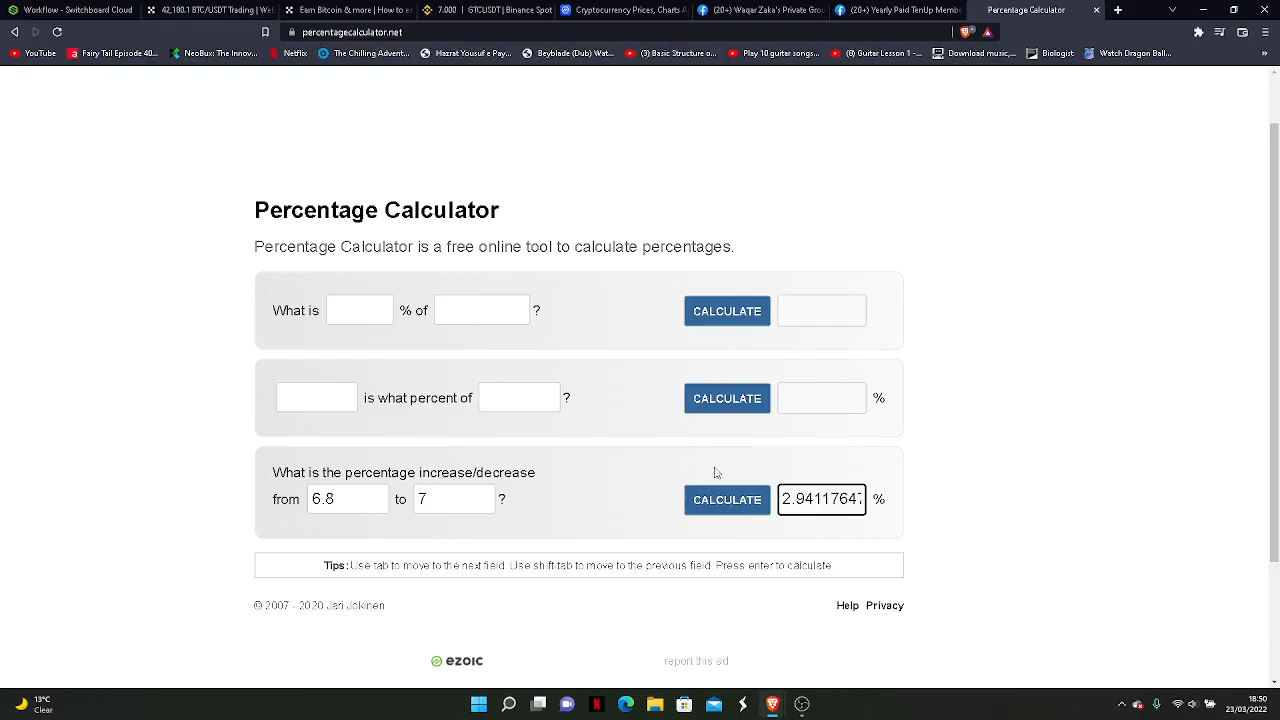 Workflow - Switchboard Cloud
42,180.1 BTC/USDT Trading | Wel
Earn Bitcoin & more | How to e
7.000 | GTCUSDT | Binance Spot
Cryptocurrency Prices, Charts A
(20+) Waqar Zaka's Private Grou
(20+) Yearly Paid TenUp Membe
Percentage Calculator
percentagecalculator.net
YouTube
Fairy Tail Episode 40...
NeoBux: The Innov...
Netflix
The Chilling Advent...
Hazrat Yousuf e Pay...
Beyblade (Dub) Wat...
(3) Basic Structure o...
Play 10 guitar songs...
(8) Guitar Lesson 1 -...
Download music,...
Biologist
Watch Dragon Ball...
Percentage Calculator
Percentage Calculator is a free online tool to calculate percentages.
What is % of ? CALCULATE
is what percent of ? CALCULATE %
What is the percentage increase/decrease
from 6.8 to 7 ? CALCULATE 2.94117647 %
Tips: Use tab to move to the next field. Use shift tab to move to the previous field. Press enter to calculate.
© 2007 - 2020 Jari Jokinen
Help Privacy
ezoic
report this ad
13°C
Clear
18:50
23/03/2022